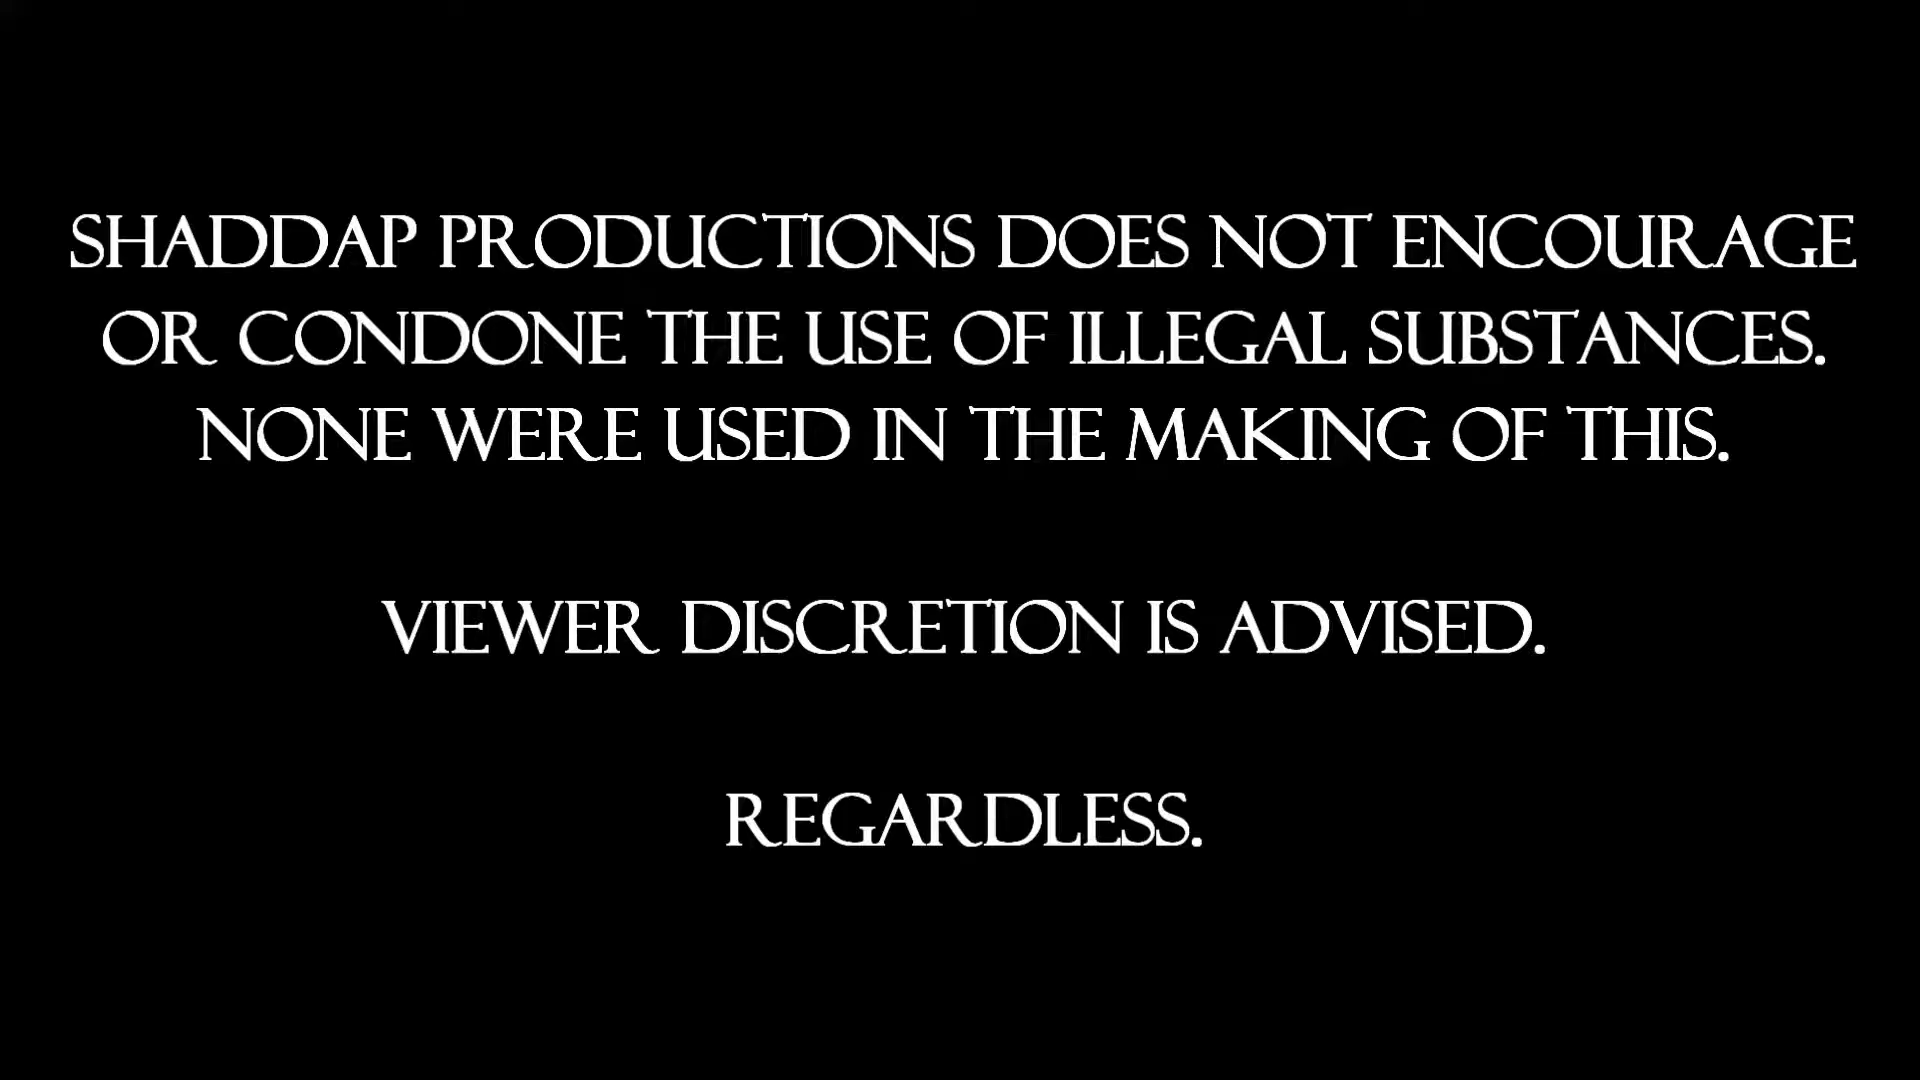 SHADDAP PRODUCTIONS DOES NOT ENCOURAGE
OR CONDONE THE USE OF ILLEGAL SUBSTANCES.
NONE WERE USED IN THE MAKING OF THIS.
VIEWER DISCRETION IS ADVISED.
REGARDLESS.